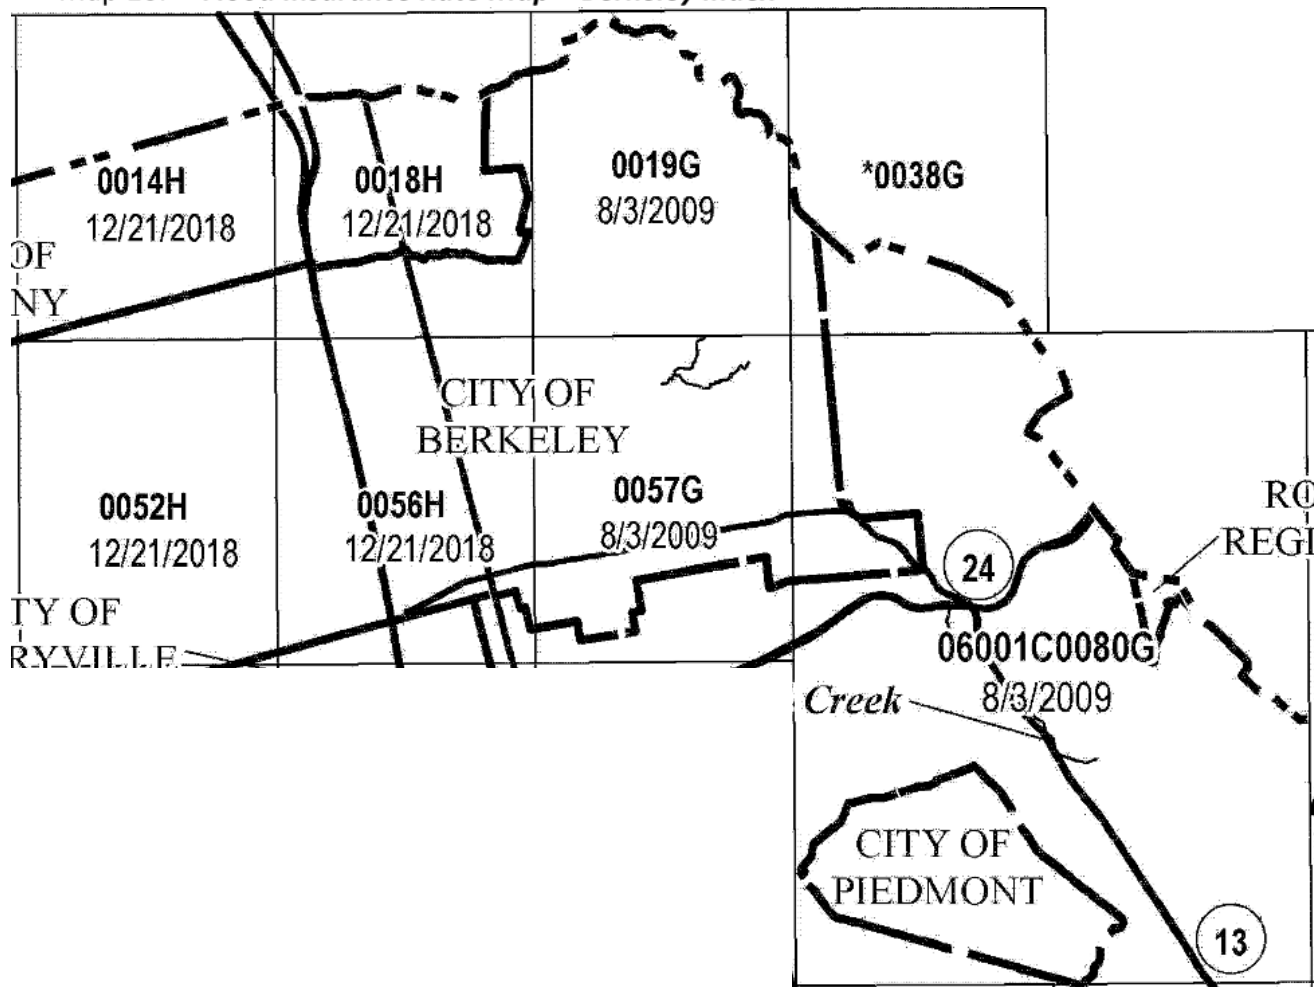 0014H
12/21/2018
0018H
12/21/2018
0019G
8/3/2009
*0038G
OF
NY
CITY OF
BERKELEY
0052H
12/21/2018
0056H
12/21/2018
0057G
8/3/2009
24
RO
REGI
TY OF
RYVILLE
06001C0080G
8/3/2009
Creek
CITY OF
PIEDMONT
13